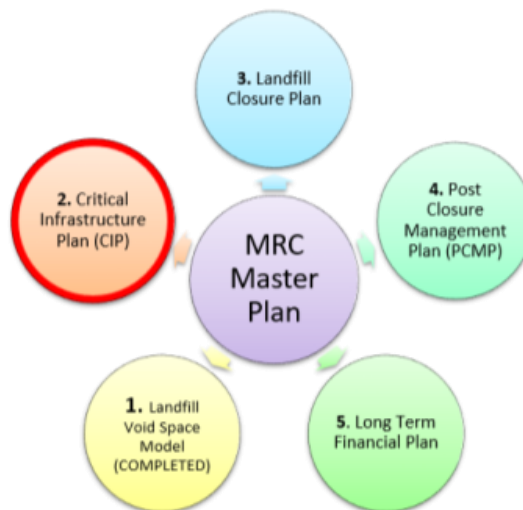 3. Landfill
Closure Plan
2. Critical
Infrastructure
Plan (CIP)
4. Post
Closure
Management
Plan (PCMP)
MRC
Master
Plan
1. Landfill
Void Space
Model
(COMPLETED)
5. Long Term
Financial Plan